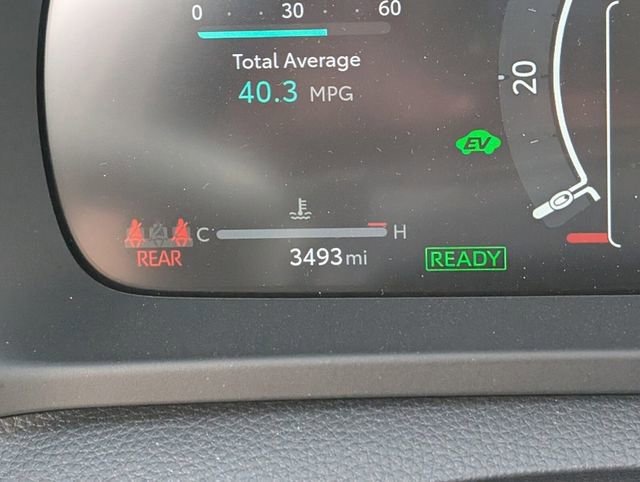 0 30 60
Total Average
40.3 MPG
20
EV
C H
REAR
3493 mi
READY